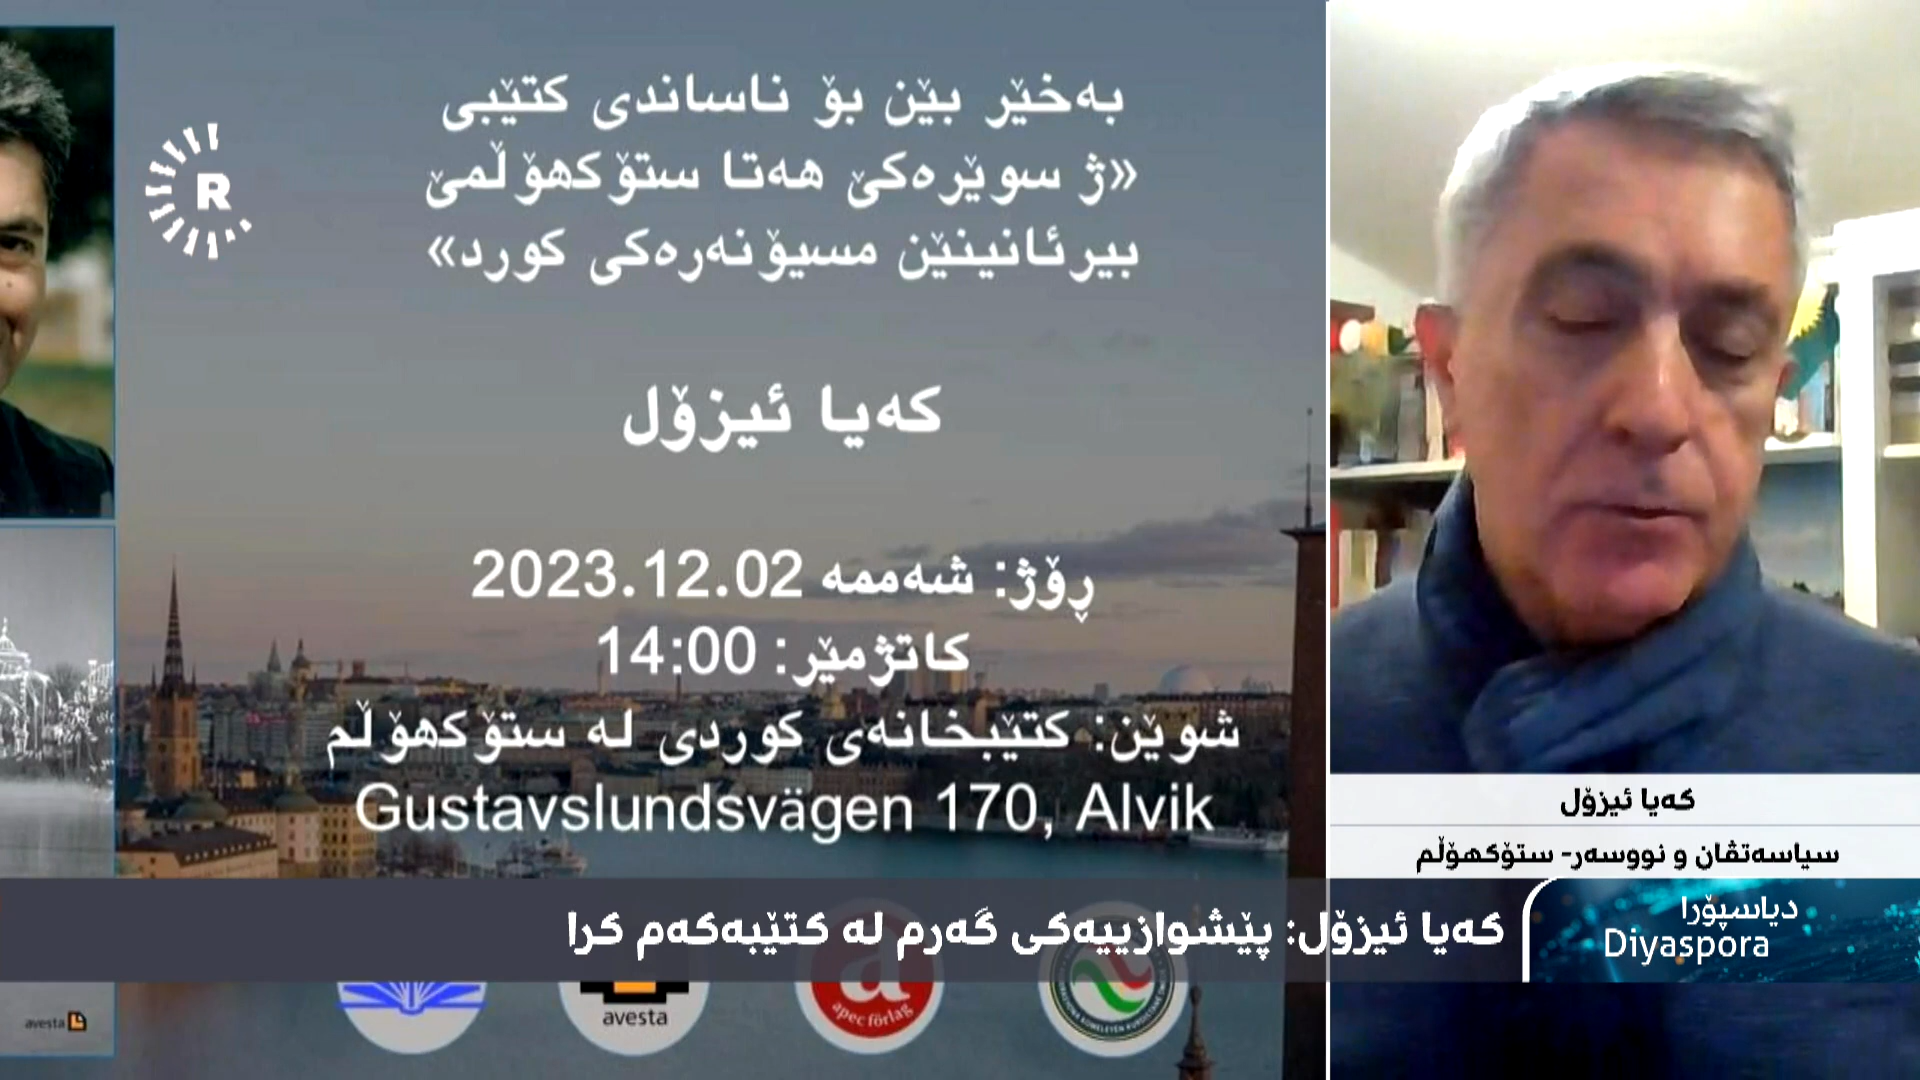 بەخێر بێن بۆ ناساندی کتێبی
«ژ سوێرەکێ هەتا ستۆکهۆڵمێ
بیرئانینێن مسیۆنەرەکی کورد»
R
کەیا ئیزۆل
ڕۆژ: شەممە 2023.12.02
کاتژمێر: 14:00
شوێن: کتێبخانەی کوردی لە ستۆکهۆڵم
Gustavslundsvägen 170, Alvik
کەیا ئیزۆل
سیاسەتڤان و نووسەر- ستۆکهۆڵم
دیاسپۆرا
Diyaspora
کەیا ئیزۆل: پێشوازییەکی گەرم لە کتێبەکەم کرا
avesta
avesta
a
apec förlag